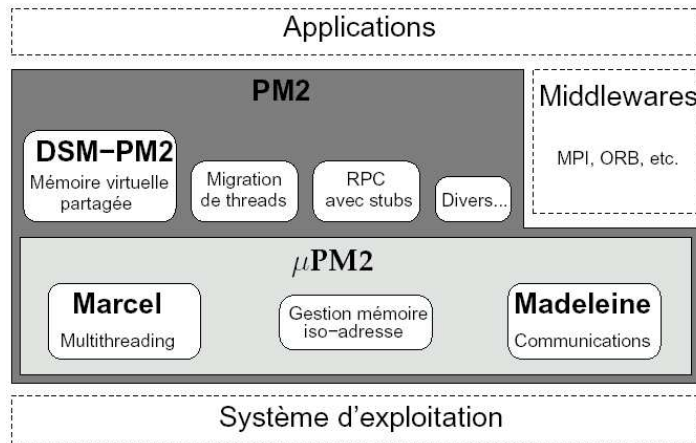 Applications
PM2
Middlewares
MPI, ORB, etc.
DSM−PM2
Mémoire virtuelle
partagée
Migration
de threads
RPC
avec stubs
Divers...
μPM2
Marcel
Multithreading
Gestion mémoire
iso−adresse
Madeleine
Communications
Système d'exploitation